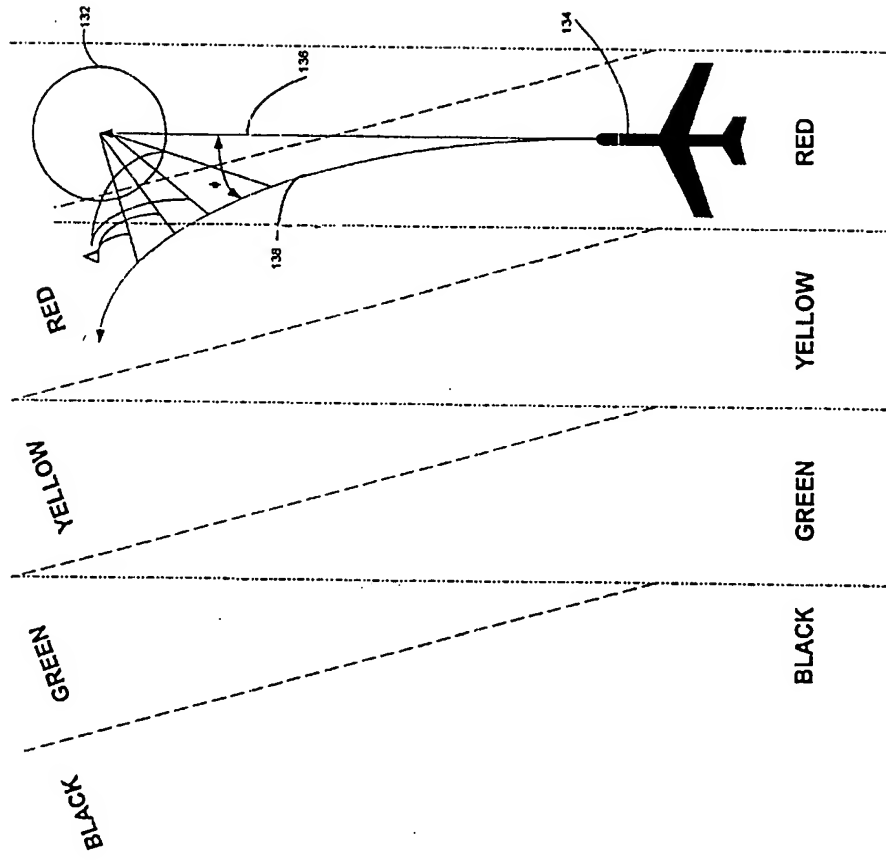 132
136
134
138
Φ
Δ
RED
YELLOW
GREEN
BLACK
RED
YELLOW
GREEN
BLACK